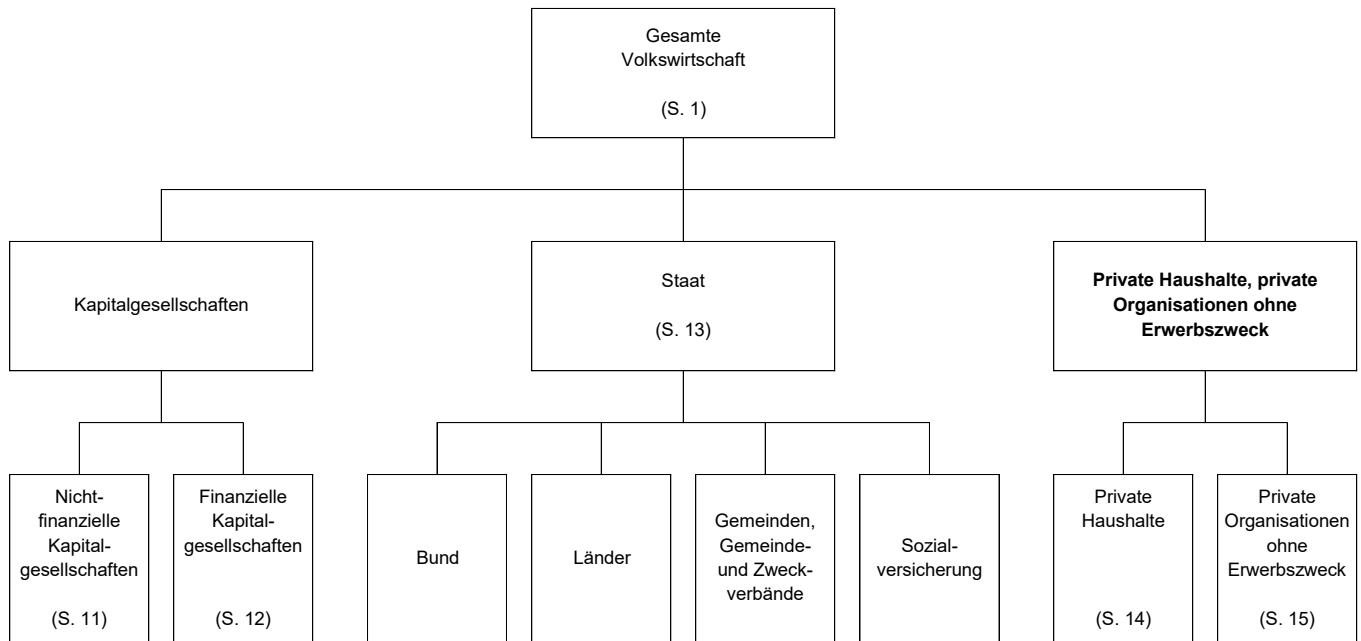 Gesamte
Volkswirtschaft
(S. 1)
Kapitalgesellschaften
Staat
(S. 13)
Private Haushalte, private
Organisationen ohne
Erwerbszweck
Nicht-
finanzielle
Kapital-
gesellschaften
(S. 11)
Finanzielle
Kapital-
gesellschaften
(S. 12)
Bund
Länder
Gemeinden,
Gemeinde-
und Zweck-
verbände
Sozial-
versicherung
Private
Haushalte
(S. 14)
Private
Organisationen
ohne
Erwerbszweck
(S. 15)